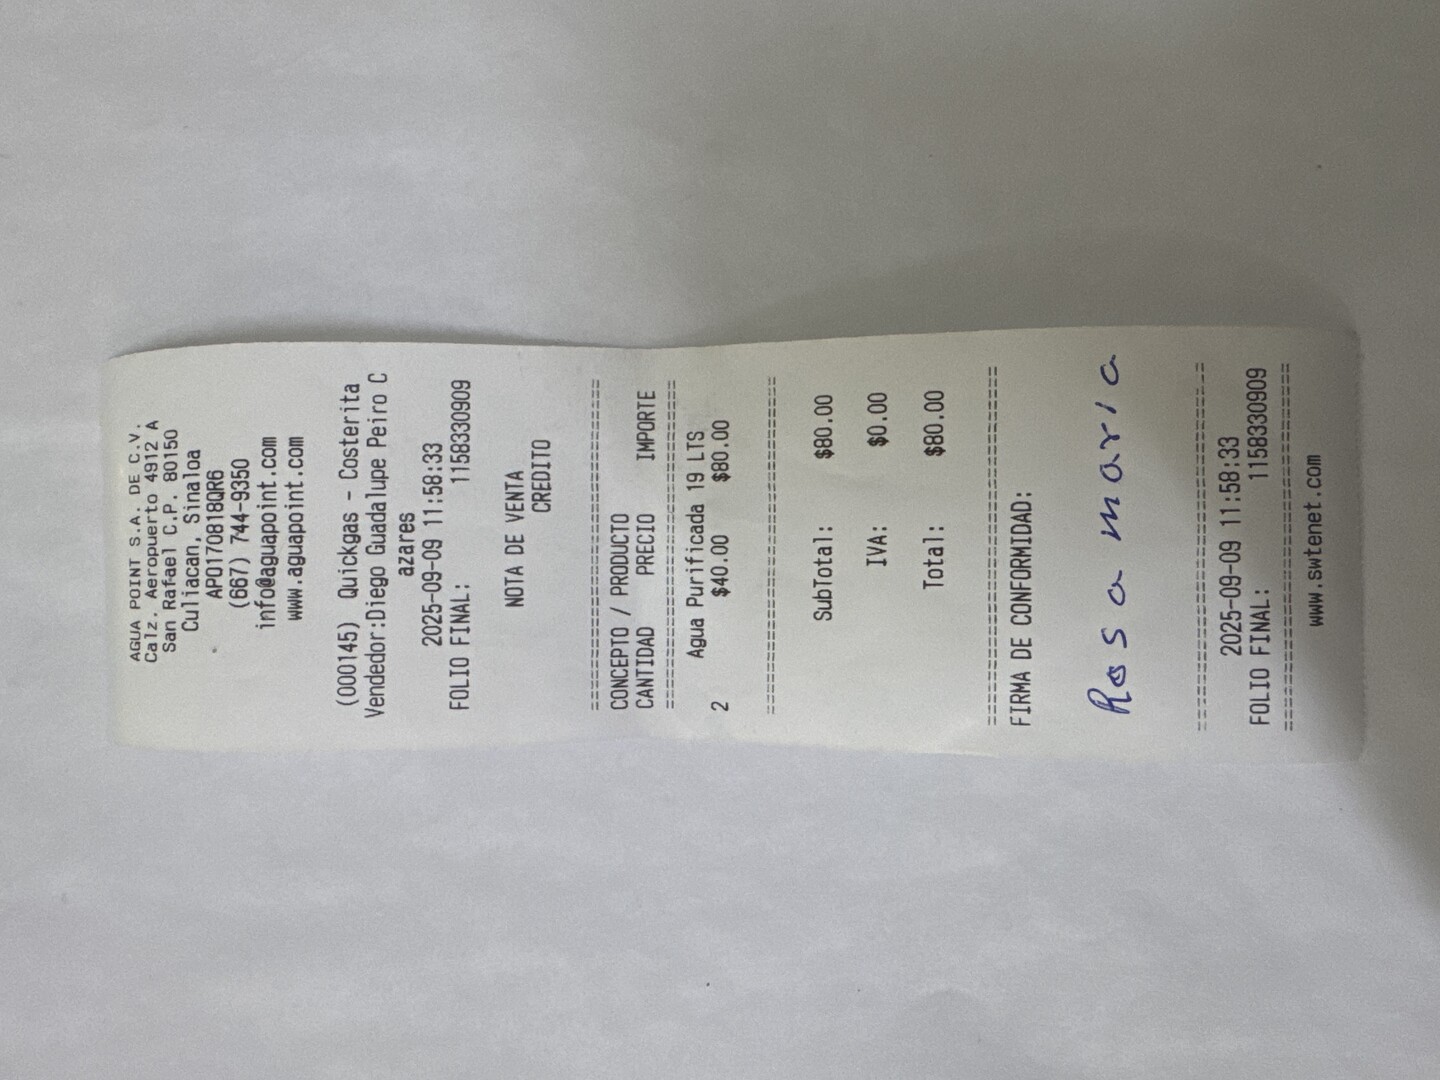 AGUA POINT S.A. DE C.V.
Calz. Aeropuerto 4912 A
San Rafael C.P. 80150
Culiacan, Sinaloa
APO170818QR6
(667) 744-9350
info@aguapoint.com
www.aguapoint.com
(000145) Quickgas - Costerita
Vendedor:Diego Guadalupe Peiro C
azares
2025-09-09 11:58:33
FOLIO FINAL: 1158330909
NOTA DE VENTA
CREDITO
==============================
CONCEPTO / PRODUCTO
CANTIDAD PRECIO IMPORTE
==============================
Agua Purificada 19 LTS
2 $40.00 $80.00
==============================
SubTotal: $80.00
IVA: $0.00
Total: $80.00
==============================
FIRMA DE CONFORMIDAD:
Rosa maria
==============================
2025-09-09 11:58:33
FOLIO FINAL: 1158330909
==============================
www.swtenet.com